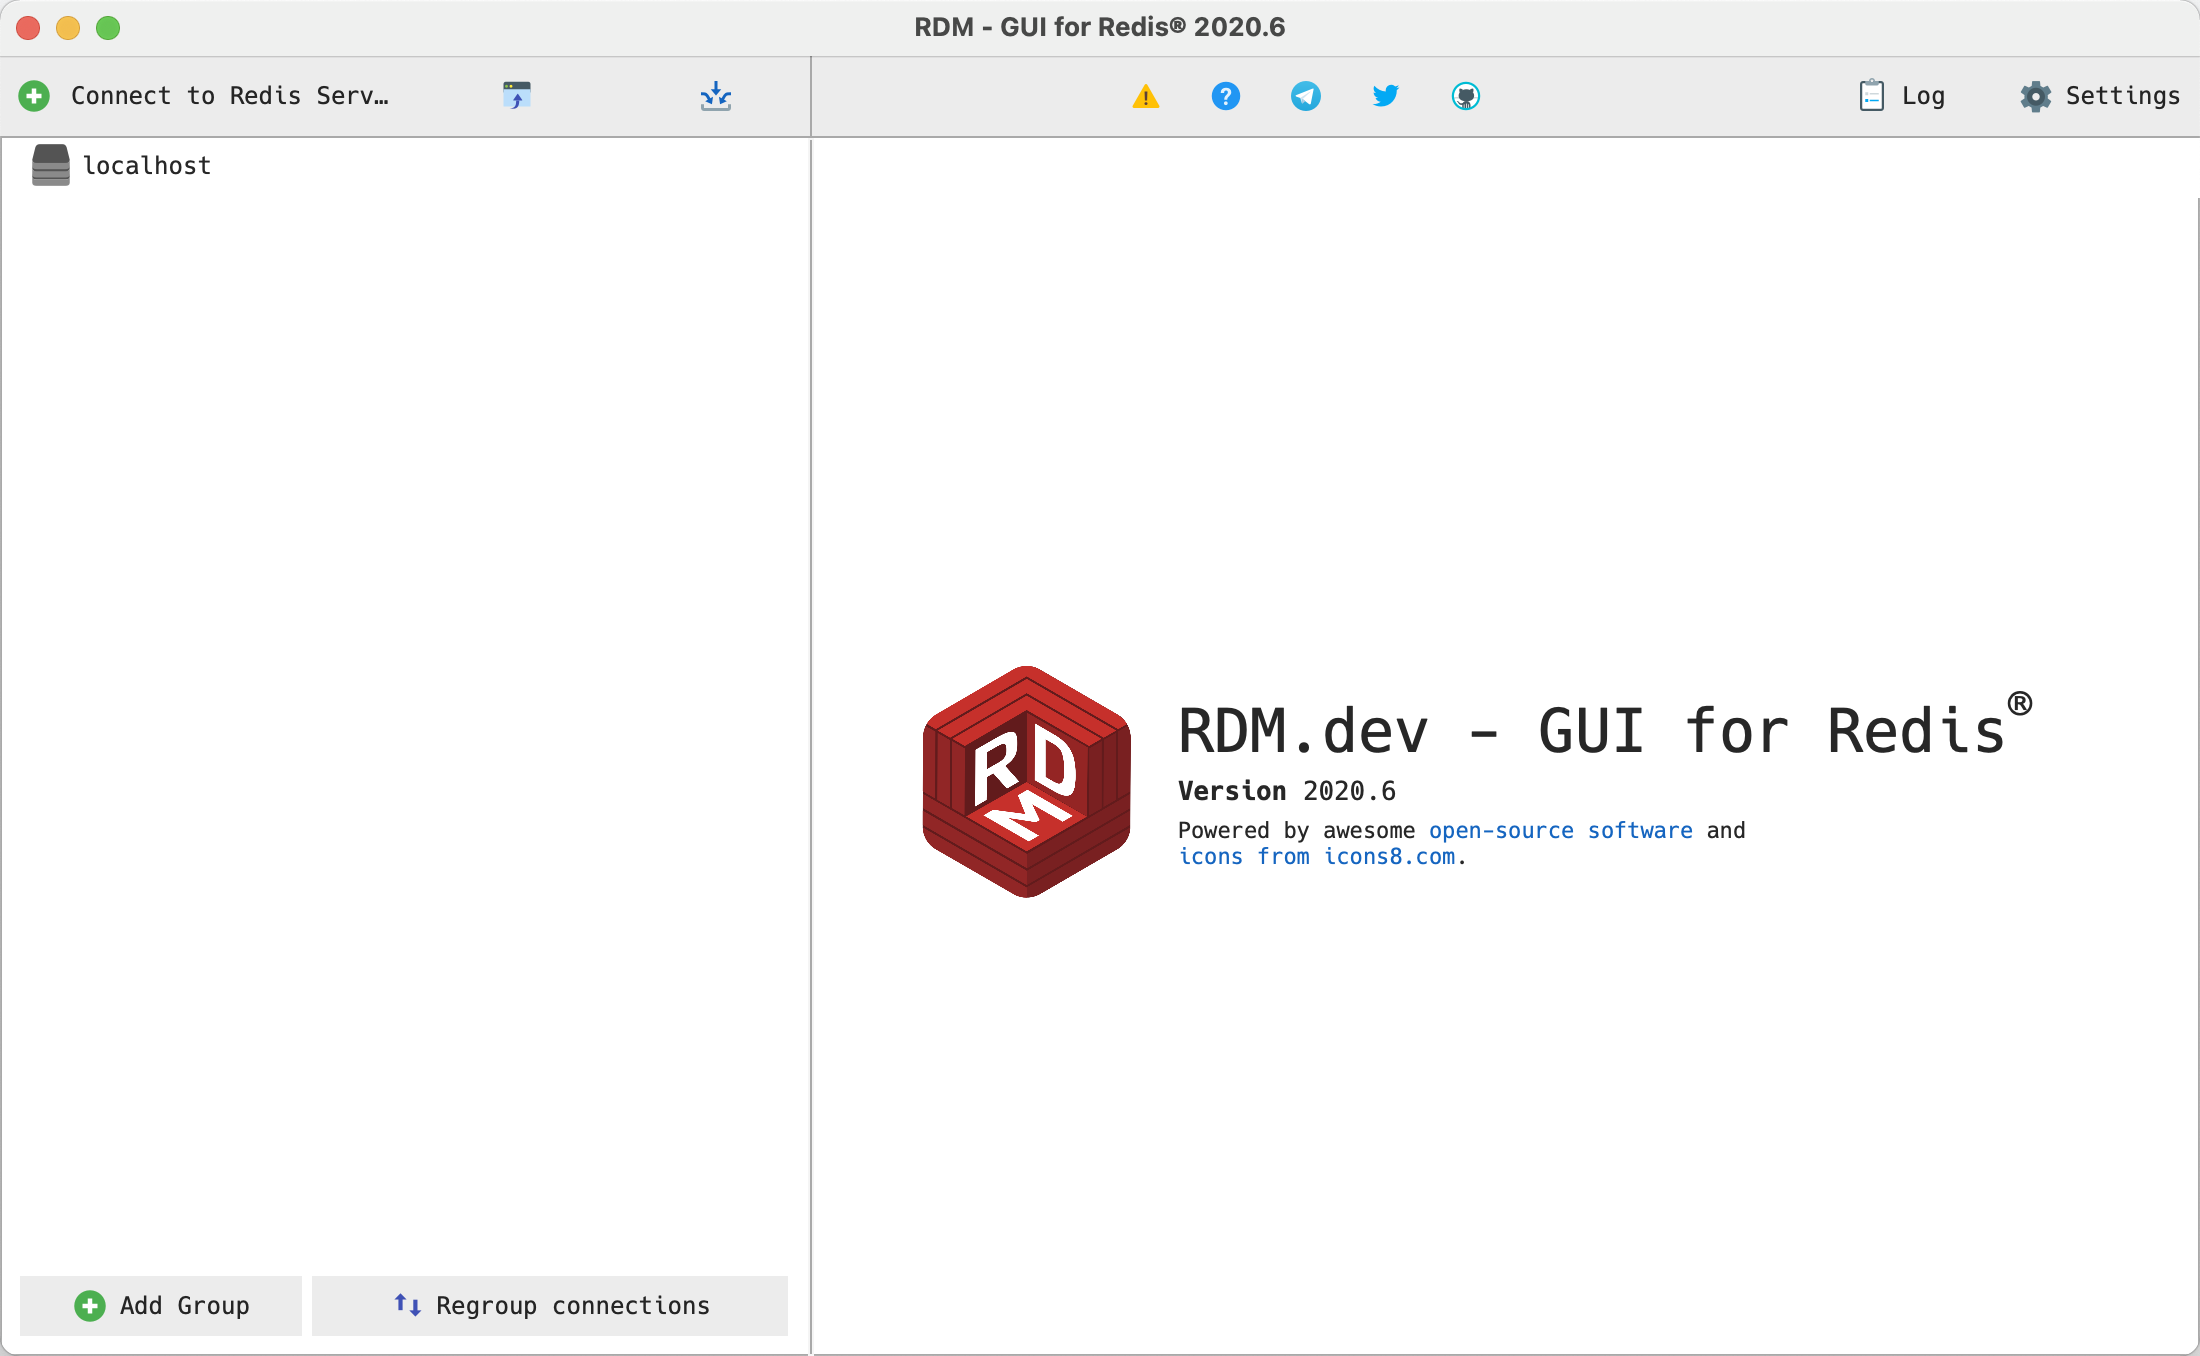 RDM - GUI for Redis® 2020.6
Connect to Redis Serv…
Log
Settings
localhost
RDM
RDM.dev - GUI for Redis®
Version 2020.6
Powered by awesome open-source software and
icons from icons8.com.
Add Group
Regroup connections